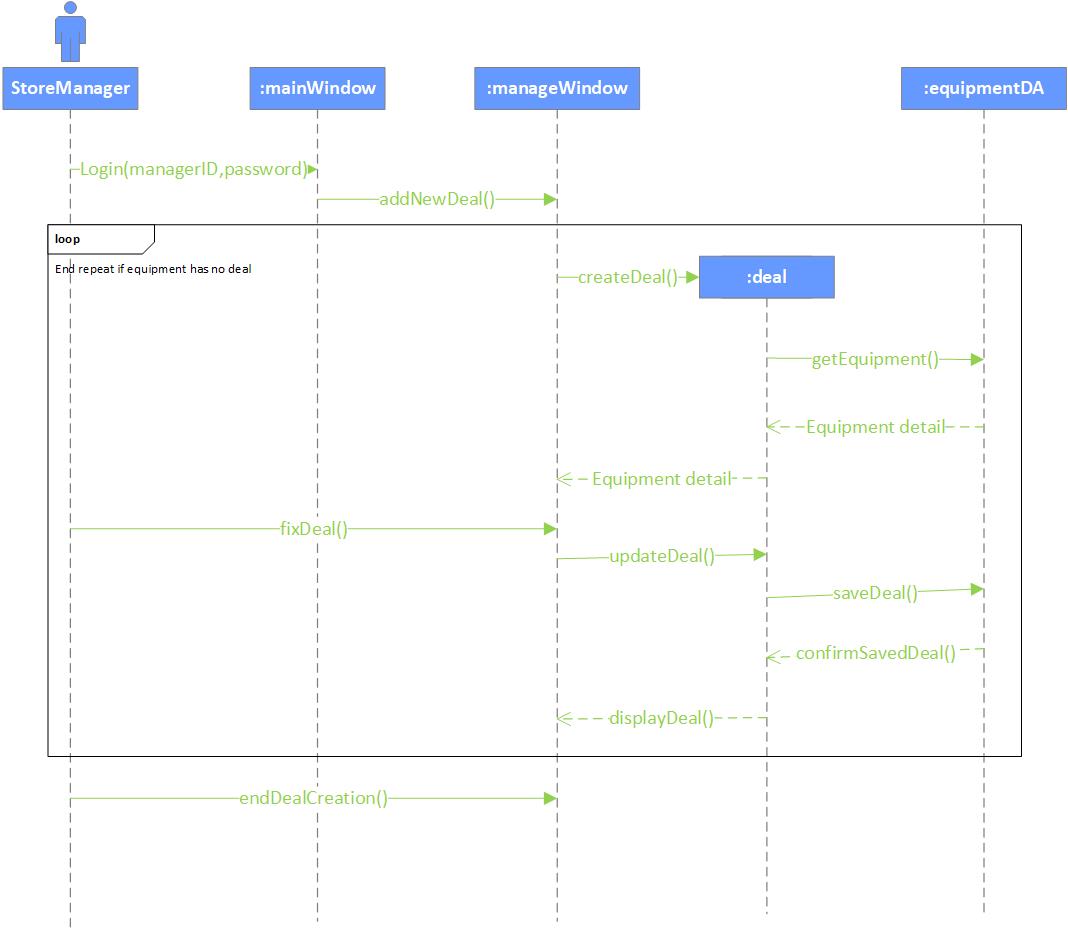 StoreManager
:mainWindow
:manageWindow
:equipmentDA
Login(managerID,password)
addNewDeal()
loop
End repeat if equipment has no deal
createDeal()
:deal
getEquipment()
Equipment detail
Equipment detail
fixDeal()
updateDeal()
saveDeal()
confirmSavedDeal()
displayDeal()
endDealCreation()